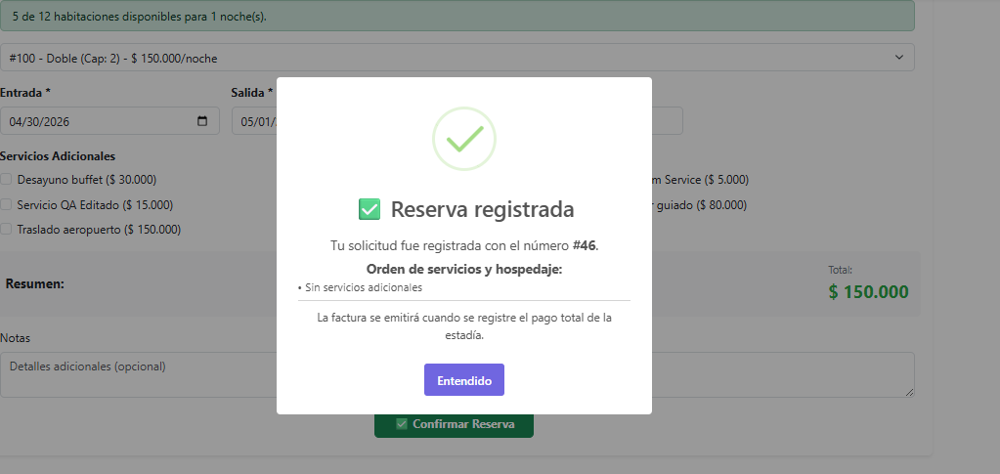 5 de 12 habitaciones disponibles para 1 noche(s).
#100 - Doble (Cap: 2) - $ 150.000/noche
Entrada *
Salida *
04/30/2026
05/01/
Servicios Adicionales
Desayuno buffet ($ 30.000)
m Service ($ 5.000)
Servicio QA Editado ($ 15.000)
guiado ($ 80.000)
Traslado aeropuerto ($ 150.000)
Resumen:
Total:
$ 150.000
Notas
Detalles adicionales (opcional)
✅ Reserva registrada
Tu solicitud fue registrada con el número #46.
Orden de servicios y hospedaje:
• Sin servicios adicionales
La factura se emitirá cuando se registre el pago total de la
estadía.
Entendido
✅ Confirmar Reserva